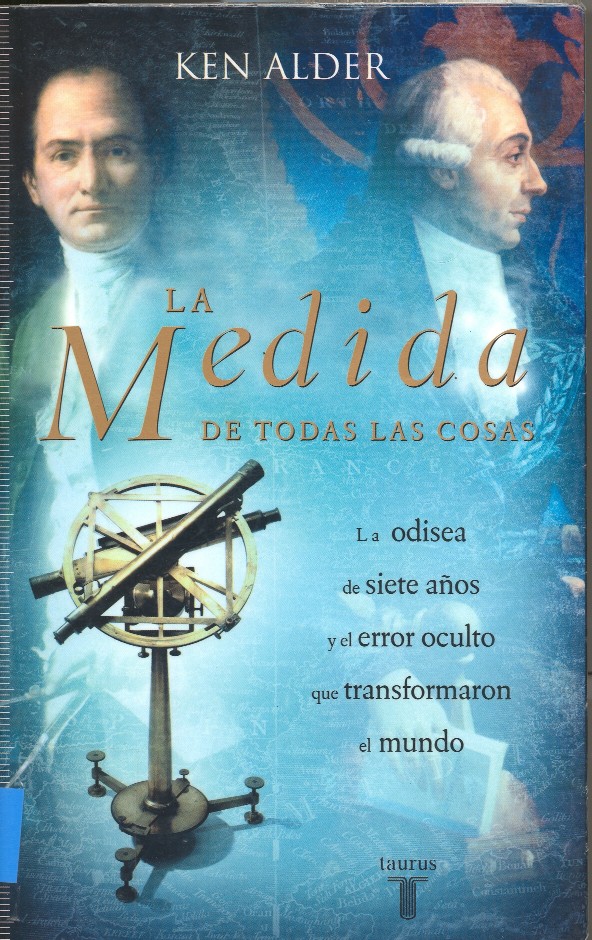 KEN ALDER
LA
Medida
DE TODAS LAS COSAS
FRANCE
La odisea
de siete años
y el error oculto
que transformaron
el mundo
taurus